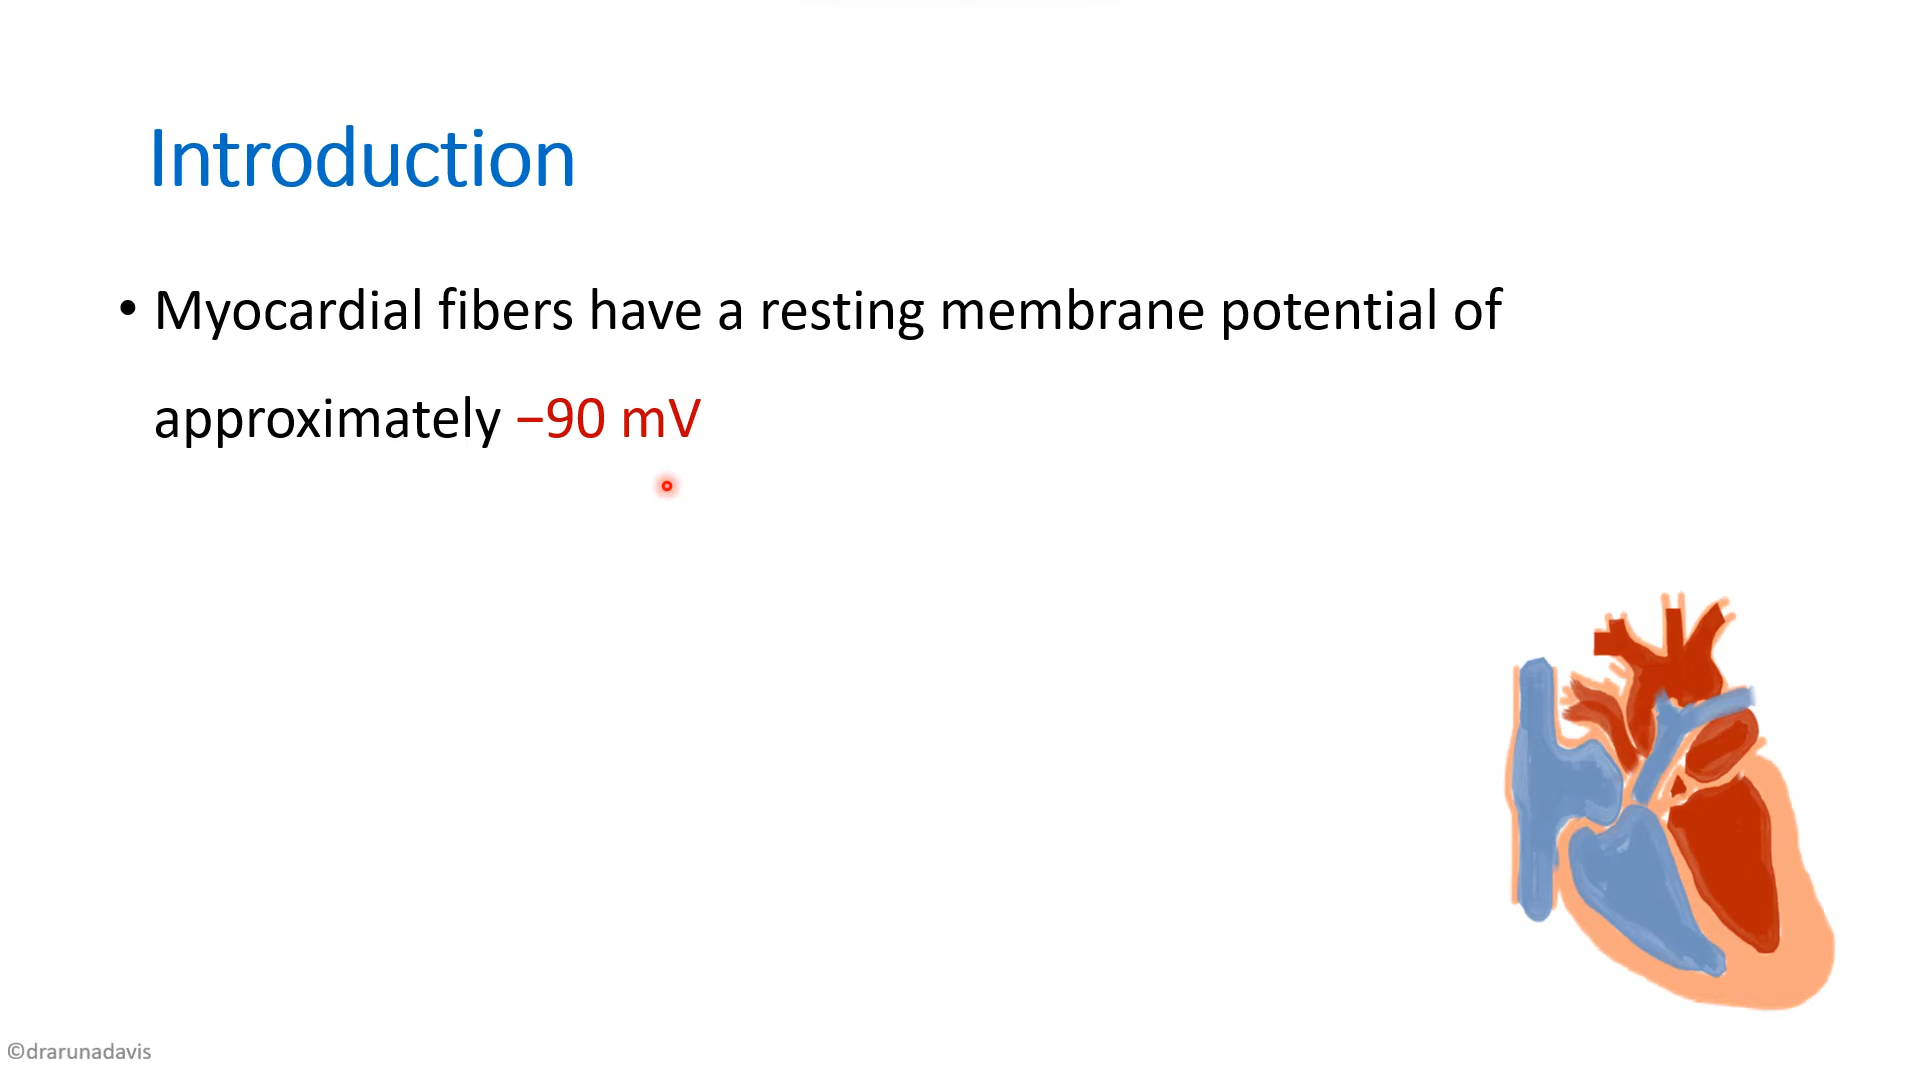 Introduction
• Myocardial fibers have a resting membrane potential of
approximately −90 mV
©drarunadavis